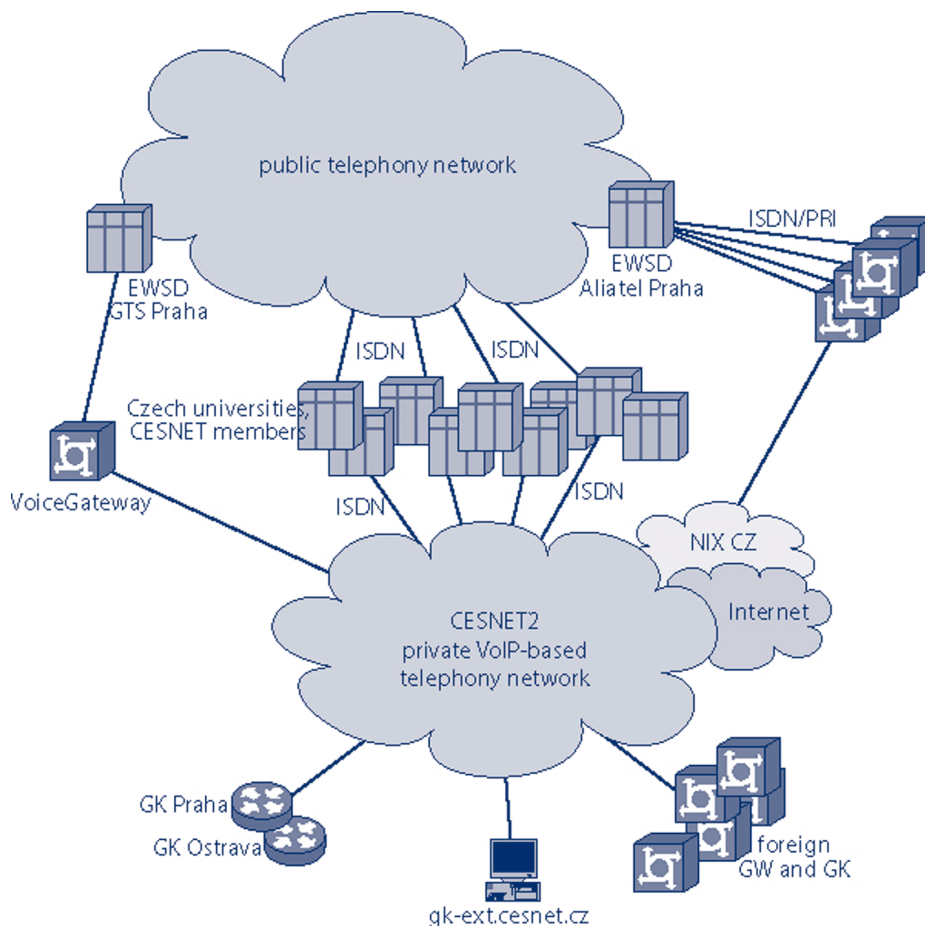 public telephony network
ISDN/PRI
EWSD
GTS Praha
EWSD
Aliatel Praha
ISDN
ISDN
Czech universities,
CESNET members
VoiceGateway
ISDN
ISDN
NIX CZ
Internet
CESNET2
private VoIP-based
telephony network
GK Praha
GK Ostrava
foreign
GW and GK
gk-ext.cesnet.cz